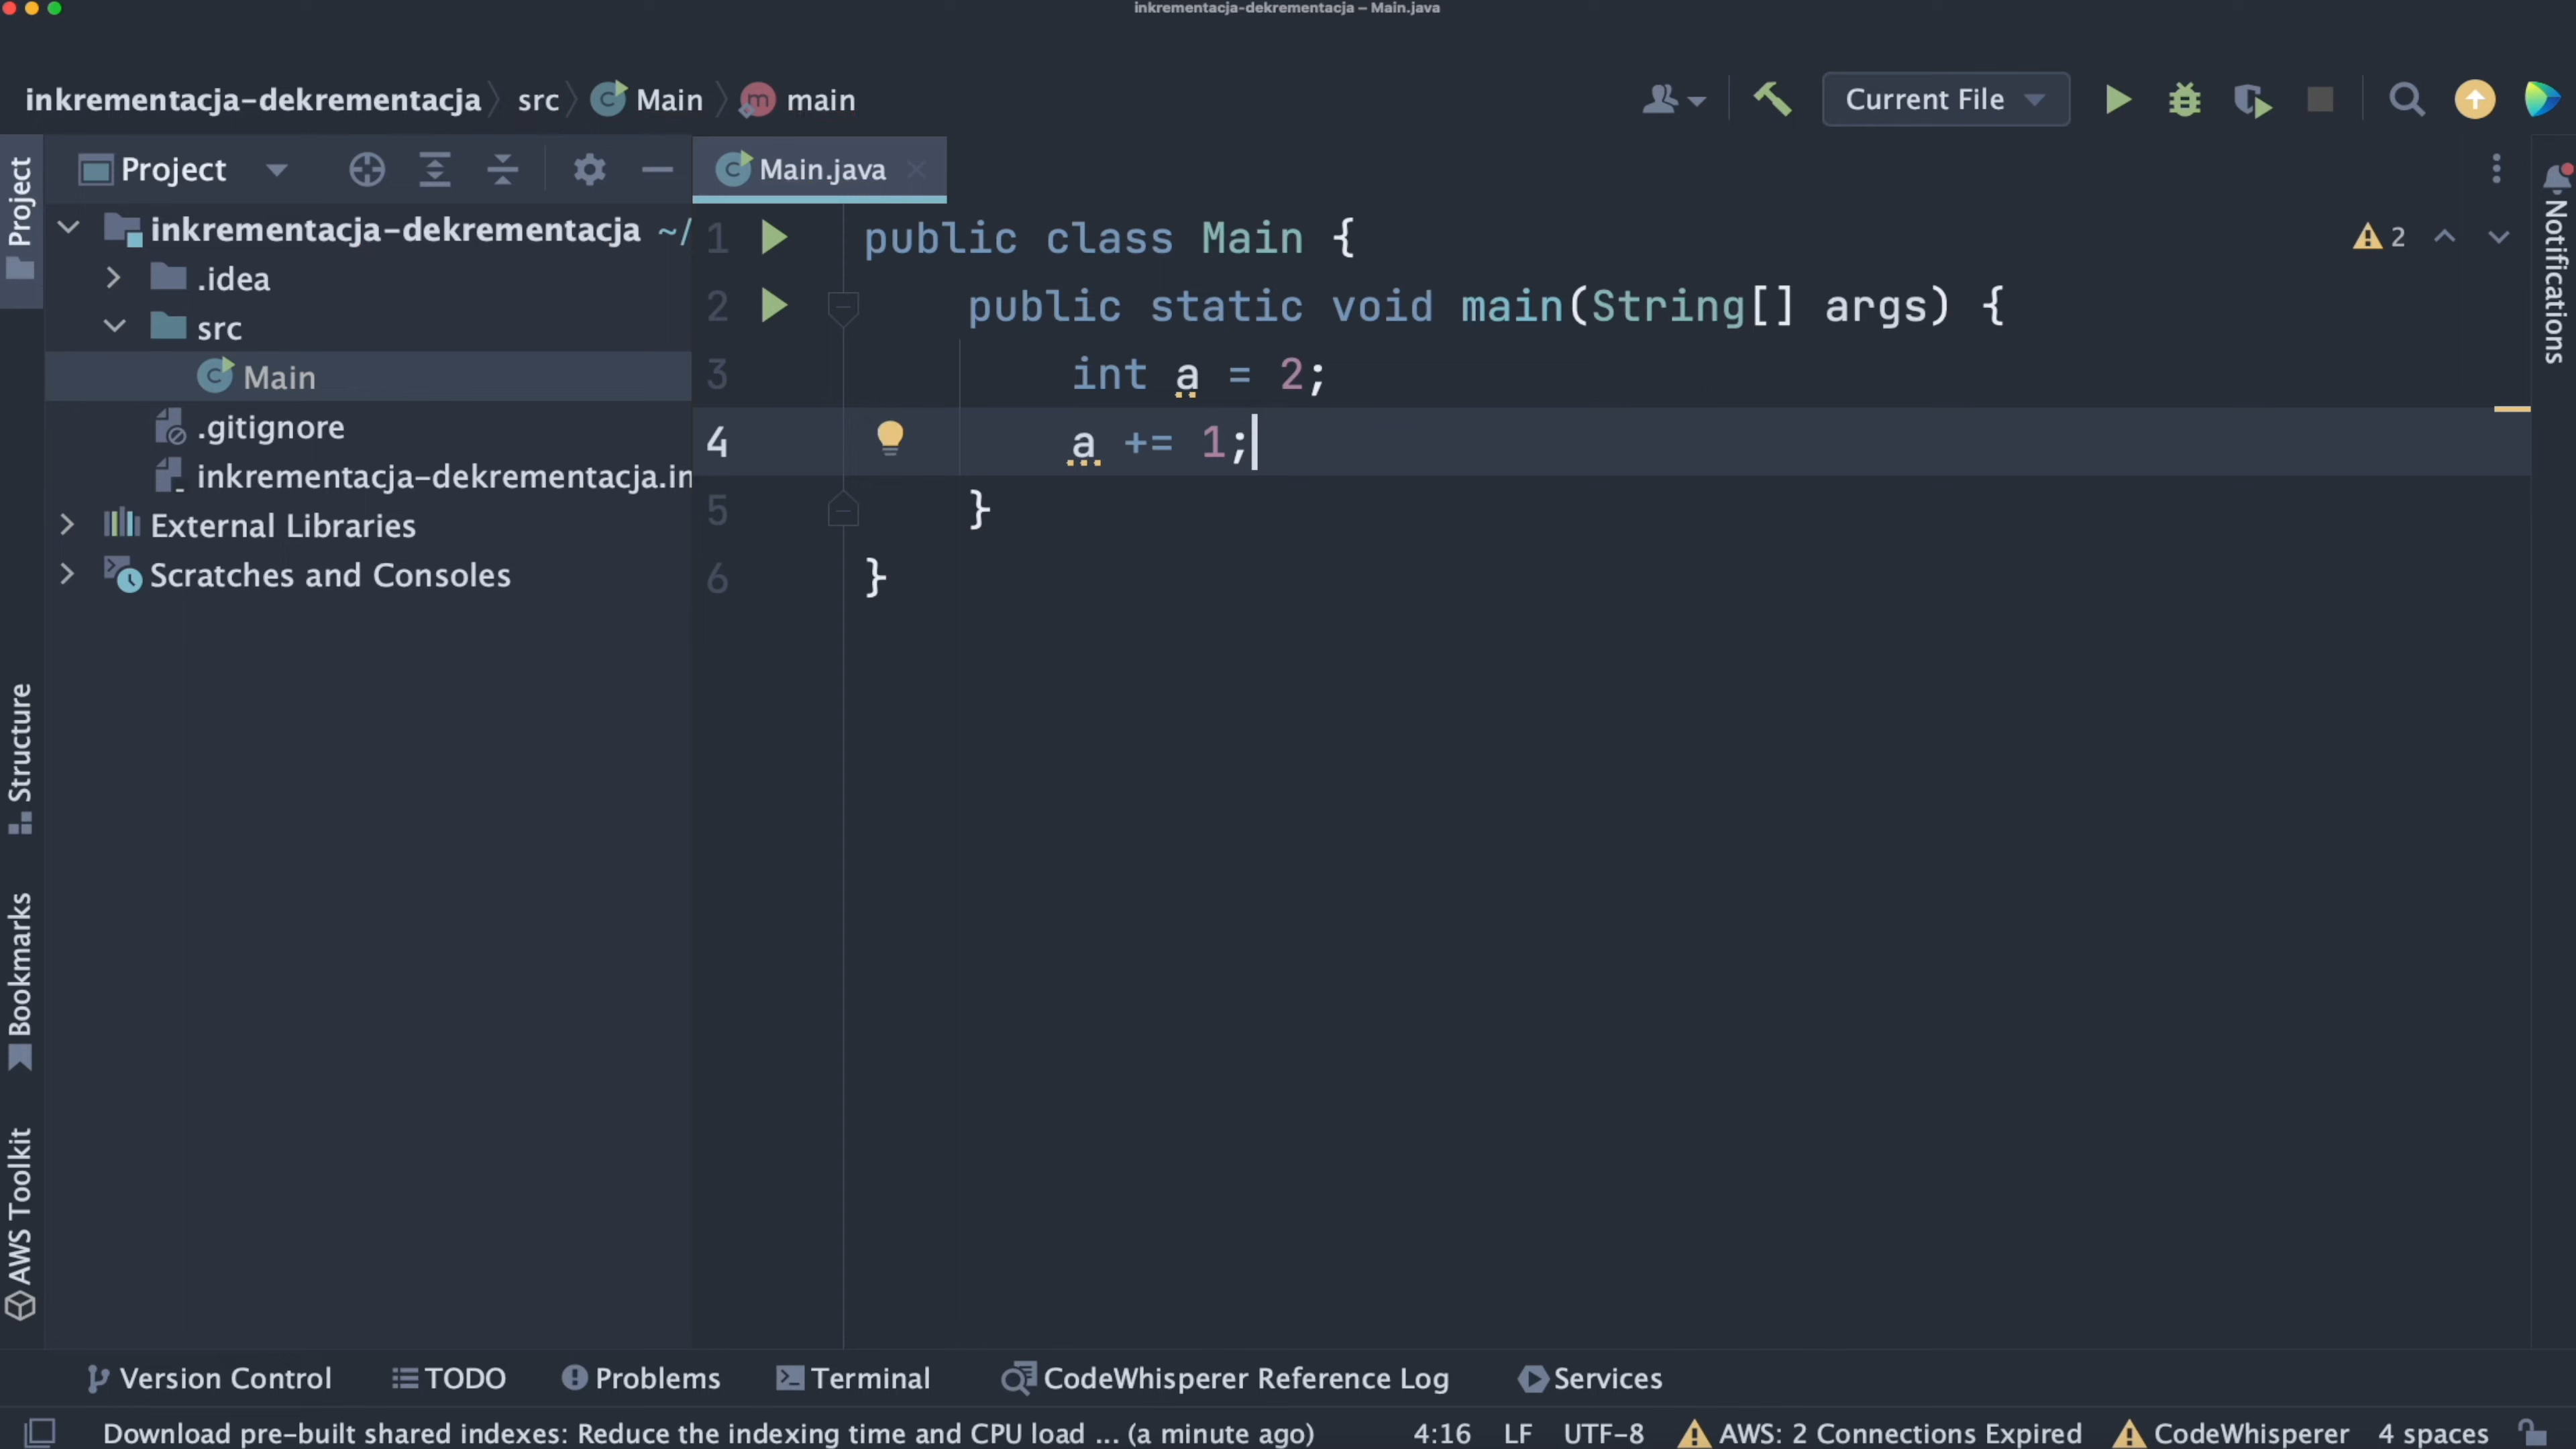 inkrementacja-dekrementacja – Main.java
inkrementacja-dekrementacja src Main main
Current File
Project
Main.java
inkrementacja-dekrementacja ~/
.idea
src
Main
.gitignore
inkrementacja-dekrementacja.in
External Libraries
Scratches and Consoles
1 public class Main {
2 public static void main(String[] args) {
3 int a = 2;
4 a += 1;
5 }
6 }
2
Project
Structure
Bookmarks
AWS Toolkit
Notifications
Version Control TODO Problems Terminal CodeWhisperer Reference Log Services
Download pre-built shared indexes: Reduce the indexing time and CPU load ... (a minute ago) 4:16 LF UTF-8 AWS: 2 Connections Expired CodeWhisperer 4 spaces